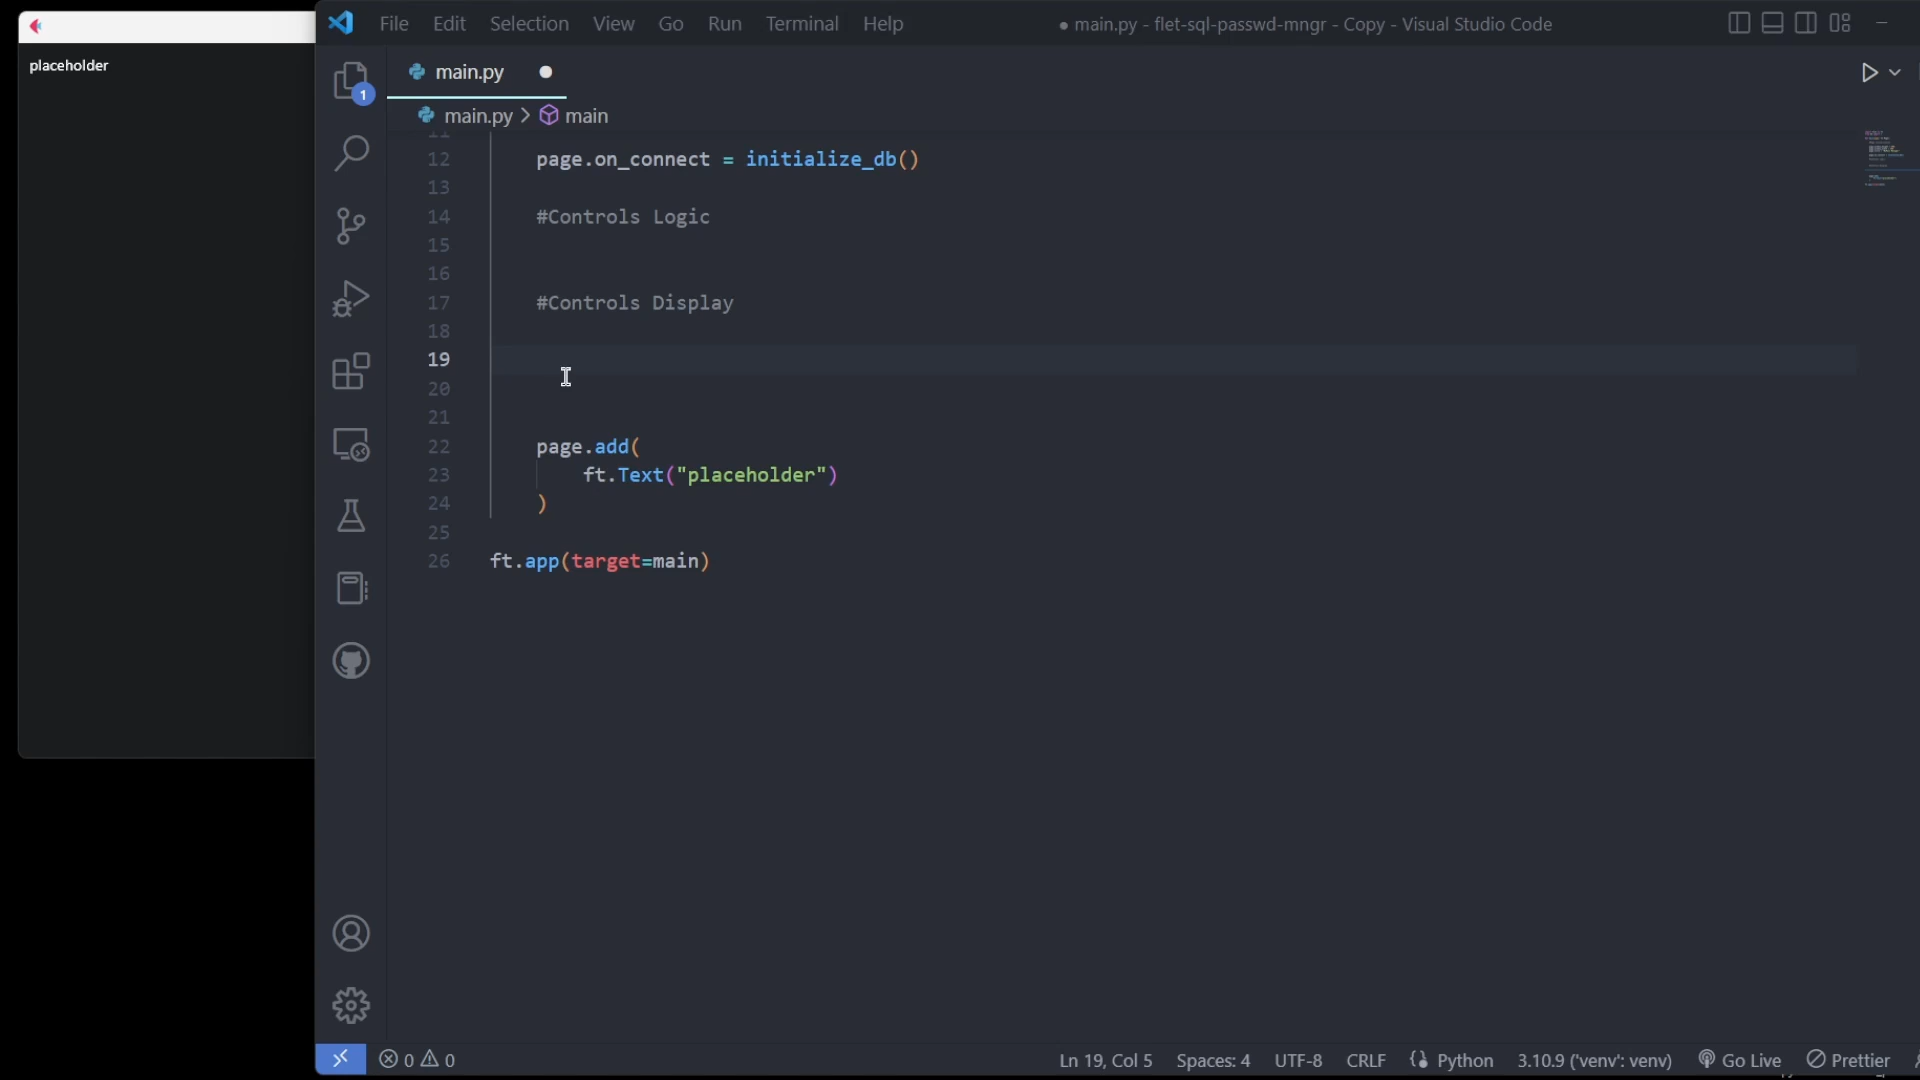 placeholder
File Edit Selection View Go Run Terminal Help
● main.py - flet-sql-passwd-mngr - Copy - Visual Studio Code
main.py
1
main.py > main
11
12 page.on_connect = initialize_db()
13
14 #Controls Logic
15
16
17 #Controls Display
18
19
20
21
22 page.add(
23 ft.Text("placeholder")
24 )
25
26 ft.app(target=main)
0 0
Ln 19, Col 5 Spaces: 4 UTF-8 CRLF Python 3.10.9 ('venv': venv) Go Live Prettier